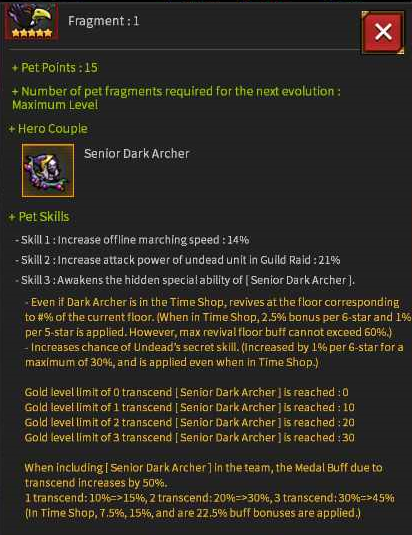 Fragment : 1
+ Pet Points : 15
+ Number of pet fragments required for the next evolution :
Maximum Level
+ Hero Couple
Senior Dark Archer
+ Pet Skills
- Skill 1 : Increase offline marching speed : 14%
- Skill 2 : Increase attack power of undead unit in Guild Raid : 21%
- Skill 3 : Awakens the hidden special ability of [ Senior Dark Archer ].
- Even if Dark Archer is in the Time Shop, revives at the floor corresponding
to #% of the current floor. (When in Time Shop, 2.5% bonus per 6-star and 1%
per 5-star is applied. However, max revival floor buff cannot exceed 60%.)
- Increases chance of Undead's secret skill. (Increased by 1% per 6-star for a
maximum of 30%, and is applied even when in Time Shop.)
Gold level limit of 0 transcend [ Senior Dark Archer ] is reached : 0
Gold level limit of 1 transcend [ Senior Dark Archer ] is reached : 10
Gold level limit of 2 transcend [ Senior Dark Archer ] is reached : 20
Gold level limit of 3 transcend [ Senior Dark Archer ] is reached : 30
When including [ Senior Dark Archer ] in the team, the Medal Buff due to
transcend increases by 50%.
1 transcend: 10%=>15%, 2 transcend: 20%=>30%, 3 transcend: 30%=>45%
(In Time Shop, 7.5%, 15%, and are 22.5% buff bonuses are applied.)